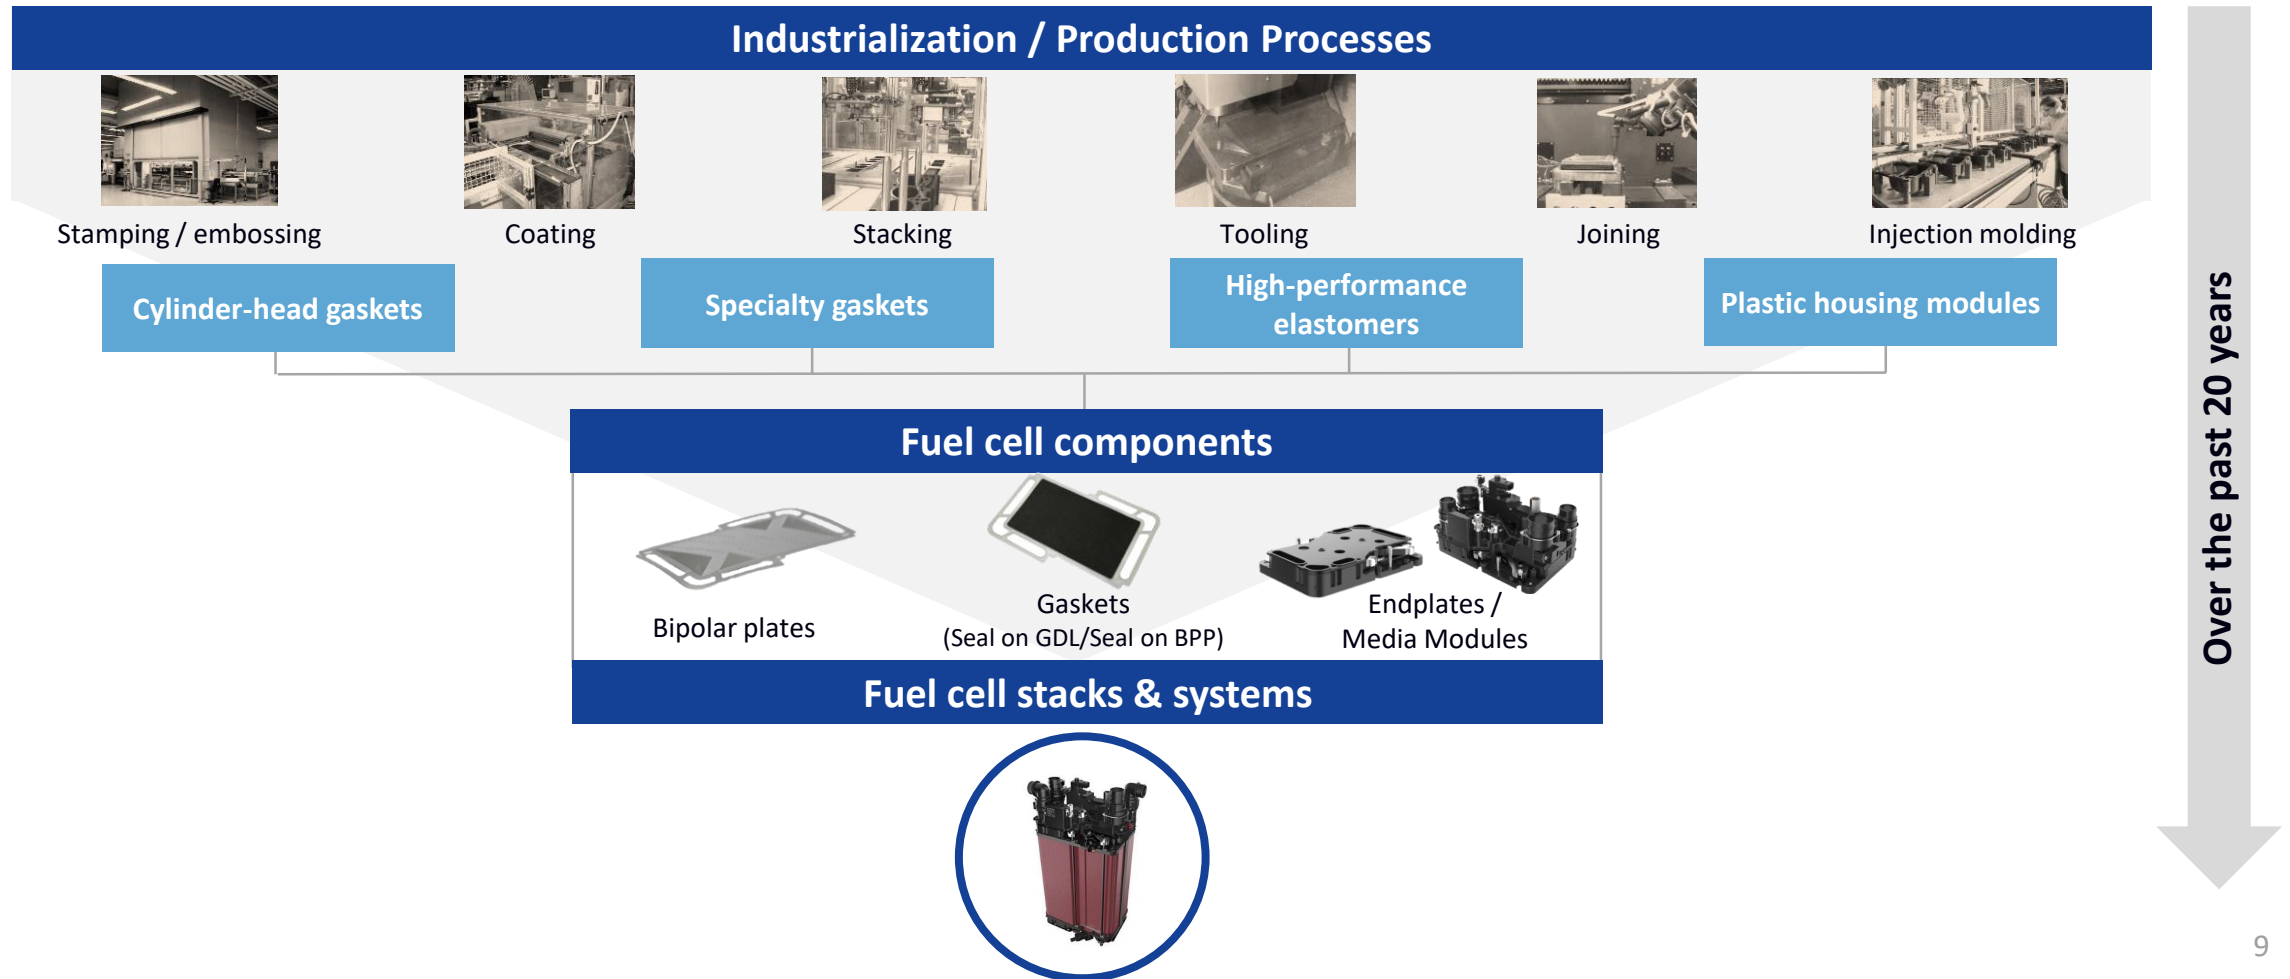 Industrialization / Production Processes
Stamping / embossing
Coating
Stacking
Tooling
Joining
Injection molding
Cylinder-head gaskets
Specialty gaskets
High-performance
elastomers
Plastic housing modules
Fuel cell components
Bipolar plates
Gaskets
(Seal on GDL/Seal on BPP)
Endplates /
Media Modules
Fuel cell stacks & systems
Over the past 20 years
9